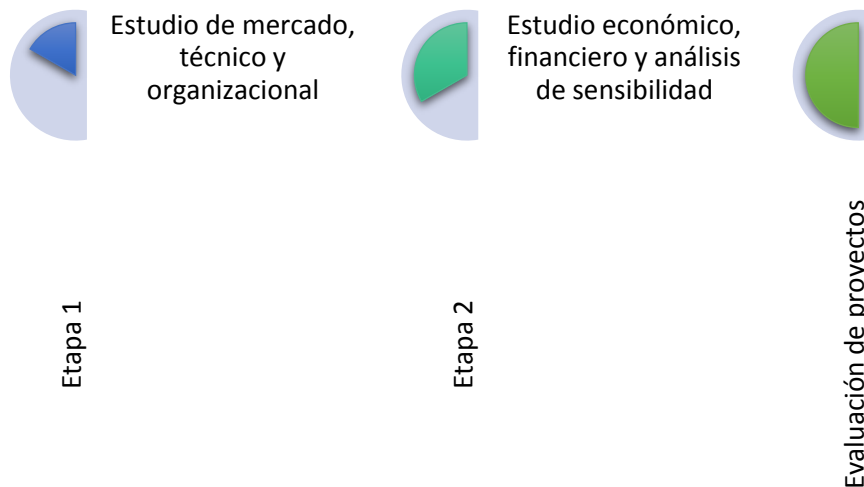 Estudio de mercado,
técnico y
organizacional
Etapa 1
Estudio económico,
financiero y análisis
de sensibilidad
Etapa 2
Evaluación de proyectos